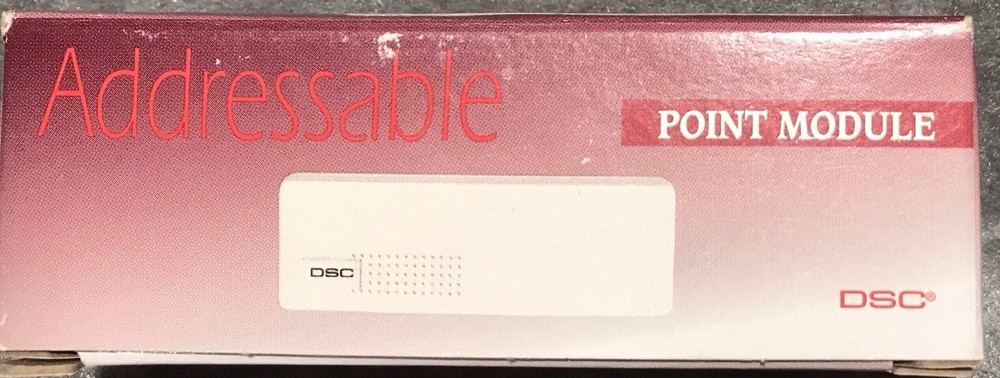 Addressable
POINT MODULE
DSC
DSC®